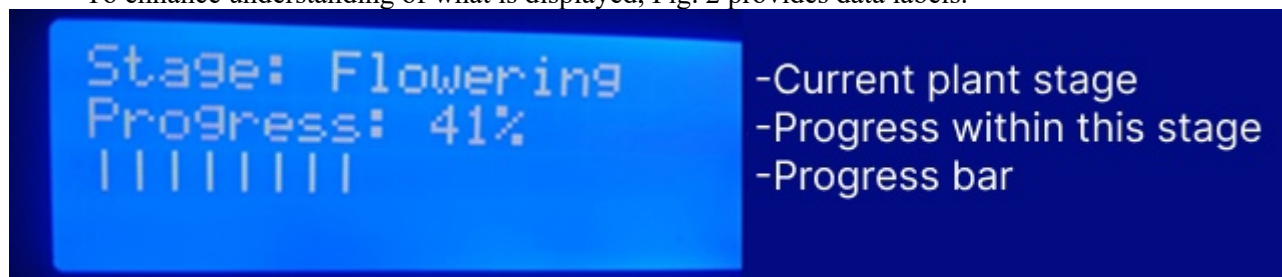 To enhance understanding of what is displayed, Fig. 2 provides data labels.
Stage: Flowering -Current plant stage
Progress: 41% -Progress within this stage
|||||||| -Progress bar